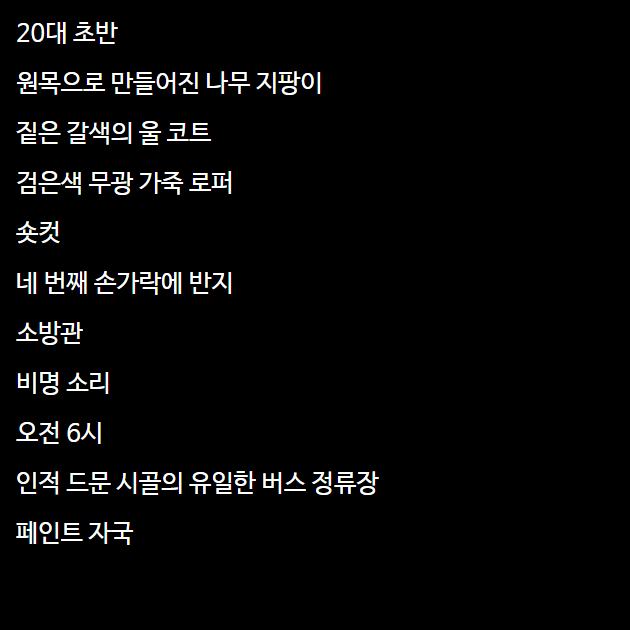 20대 초반
원목으로 만들어진 나무 지팡이
짙은 갈색의 울 코트
검은색 무광 가죽 로퍼
숏컷
네 번째 손가락에 반지
소방관
비명 소리
오전 6시
인적 드문 시골의 유일한 버스 정류장
페인트 자국